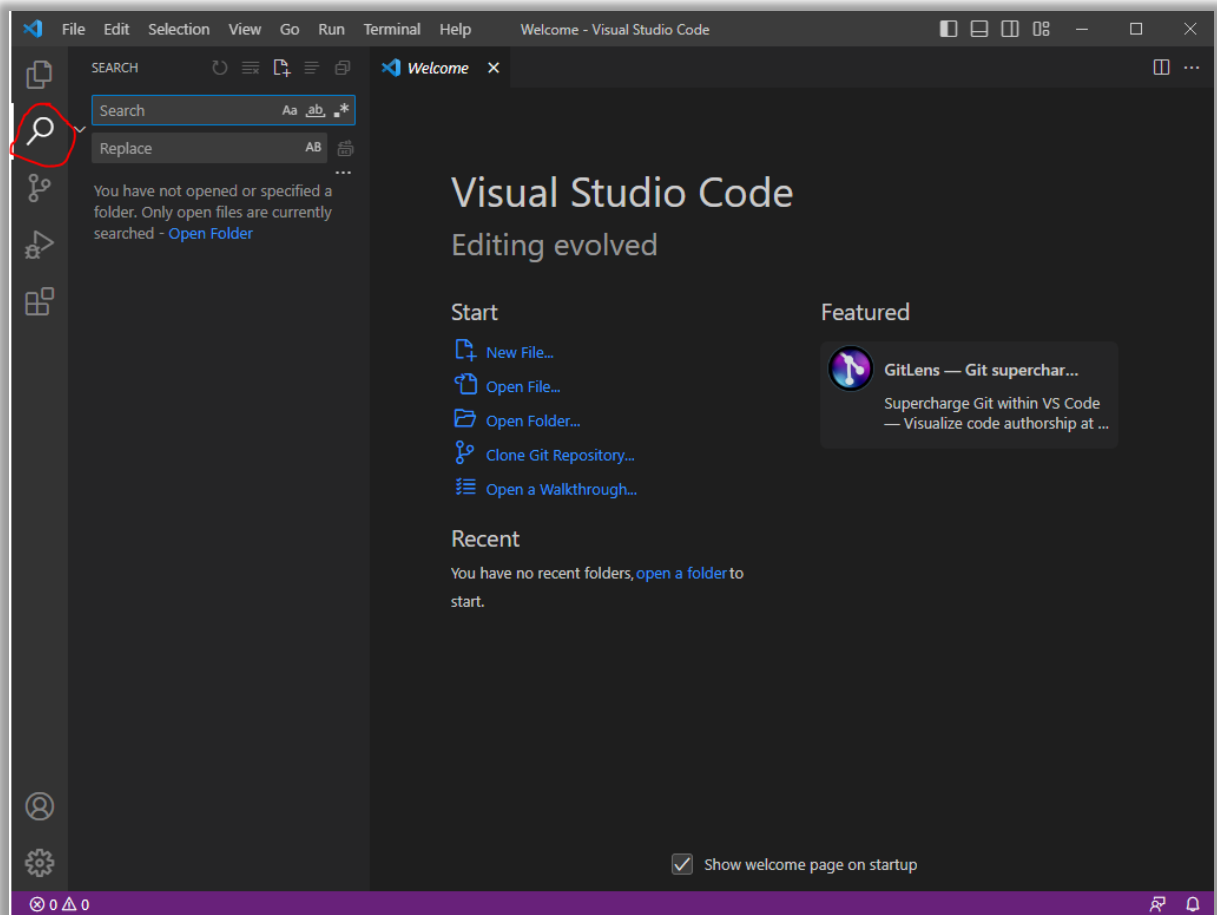 File Edit Selection View Go Run Terminal Help Welcome - Visual Studio Code
SEARCH
Welcome
Search Aa ab *
Replace AB
You have not opened or specified a
folder. Only open files are currently
searched - Open Folder
Visual Studio Code
Editing evolved
Start
New File...
Open File...
Open Folder...
Clone Git Repository...
Open a Walkthrough...
Featured
GitLens — Git superchar...
Supercharge Git within VS Code
— Visualize code authorship at ...
Recent
You have no recent folders, open a folder to
start.
Show welcome page on startup
0 0